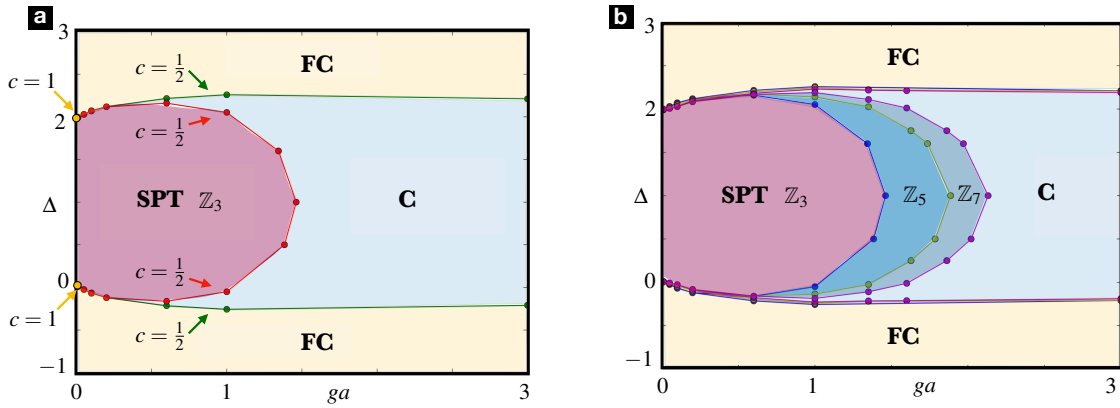 a
3
2
0
−1
Δ
c = 1
c = 1/2
FC
c = 1/2
SPT ℤ₃
C
c = 1/2
c = 1
c = 1/2
FC
0
1
ga
3
b
3
2
0
−1
Δ
FC
SPT ℤ₃
ℤ₅
ℤ₇
C
FC
0
1
ga
3